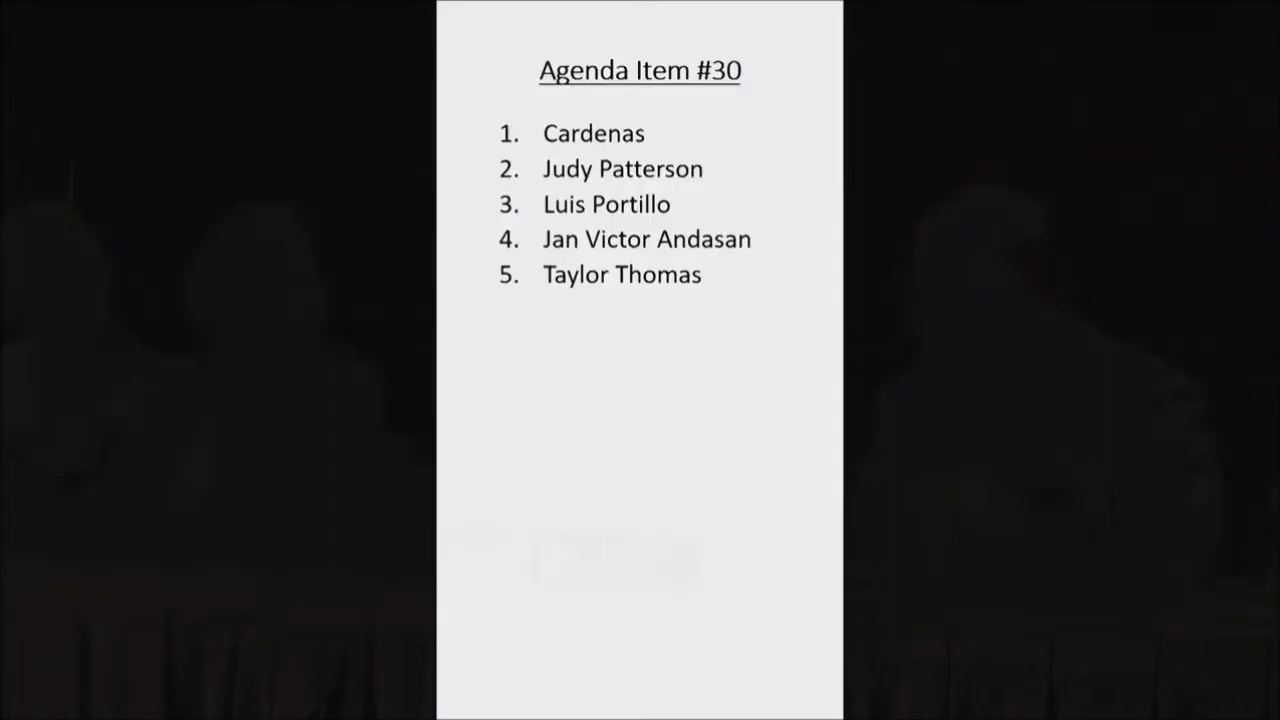 Agenda Item #30
1. Cardenas
2. Judy Patterson
3. Luis Portillo
4. Jan Victor Andasan
5. Taylor Thomas